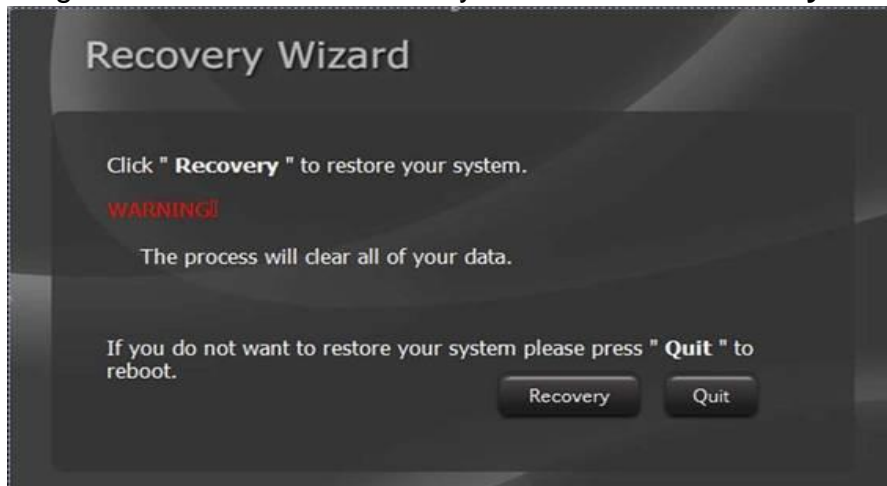 Recovery Wizard
Click " Recovery " to restore your system.
WARNING
The process will clear all of your data.
If you do not want to restore your system please press " Quit " to
reboot.
Recovery
Quit